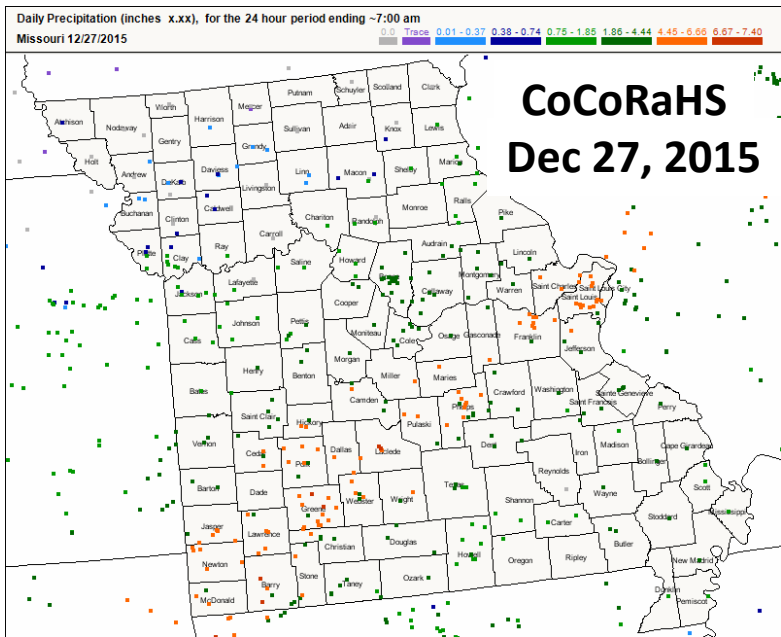 Daily Precipitation (inches x.xx), for the 24 hour period ending ~7:00 am
Missouri 12/27/2015
0.0 Trace 0.01 - 0.37 0.38 - 0.74 0.75 - 1.85 1.86 - 4.44 4.45 - 6.66 6.67 - 7.40
CoCoRaHS
Dec 27, 2015
Atchison Nodaway Worth Harrison Mercer Putnam Schuyler Scotland Clark
Holt Andrew Gentry Grundy Sullivan Adair Knox Lewis
DeKalb Daviess Livingston Linn Macon Shelby Marion
Buchanan Clinton Caldwell Carroll Chariton Randolph Monroe Ralls Pike
Platte Clay Ray Saline Howard Boone Audrain Lincoln
Jackson Lafayette Cooper Callaway Montgomery Warren Saint Charles Saint Louis City
Saint Louis
Cass Johnson Pettis Moniteau Cole Osage Gasconade Franklin Jefferson
Bates Henry Benton Morgan Miller Maries Crawford Washington Sainte Genevieve
Saint Francois
Saint Clair Hickory Camden Pulaski Phelps Perry
Vernon Cedar Polk Dallas Laclede Dent Iron Madison Cape Girardeau
Barton Dade Greene Webster Wright Texas Reynolds Bollinger
Shannon Wayne Scott
Jasper Lawrence Christian Douglas Carter Stoddard Mississippi
Newton Stone Howell Oregon Ripley Butler New Madrid
McDonald Barry Taney Ozark Dunklin Pemiscot